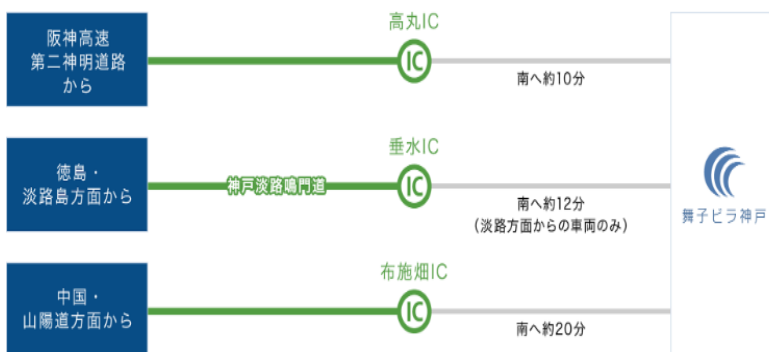 阪神高速
第二神明道路
から
高丸IC
IC
南へ約10分
徳島・
淡路島方面から
神戸淡路鳴門道
垂水IC
IC
南へ約12分
(淡路方面からの車両のみ)
舞子ビラ神戸
中国・
山陽道方面から
布施畑IC
IC
南へ約20分